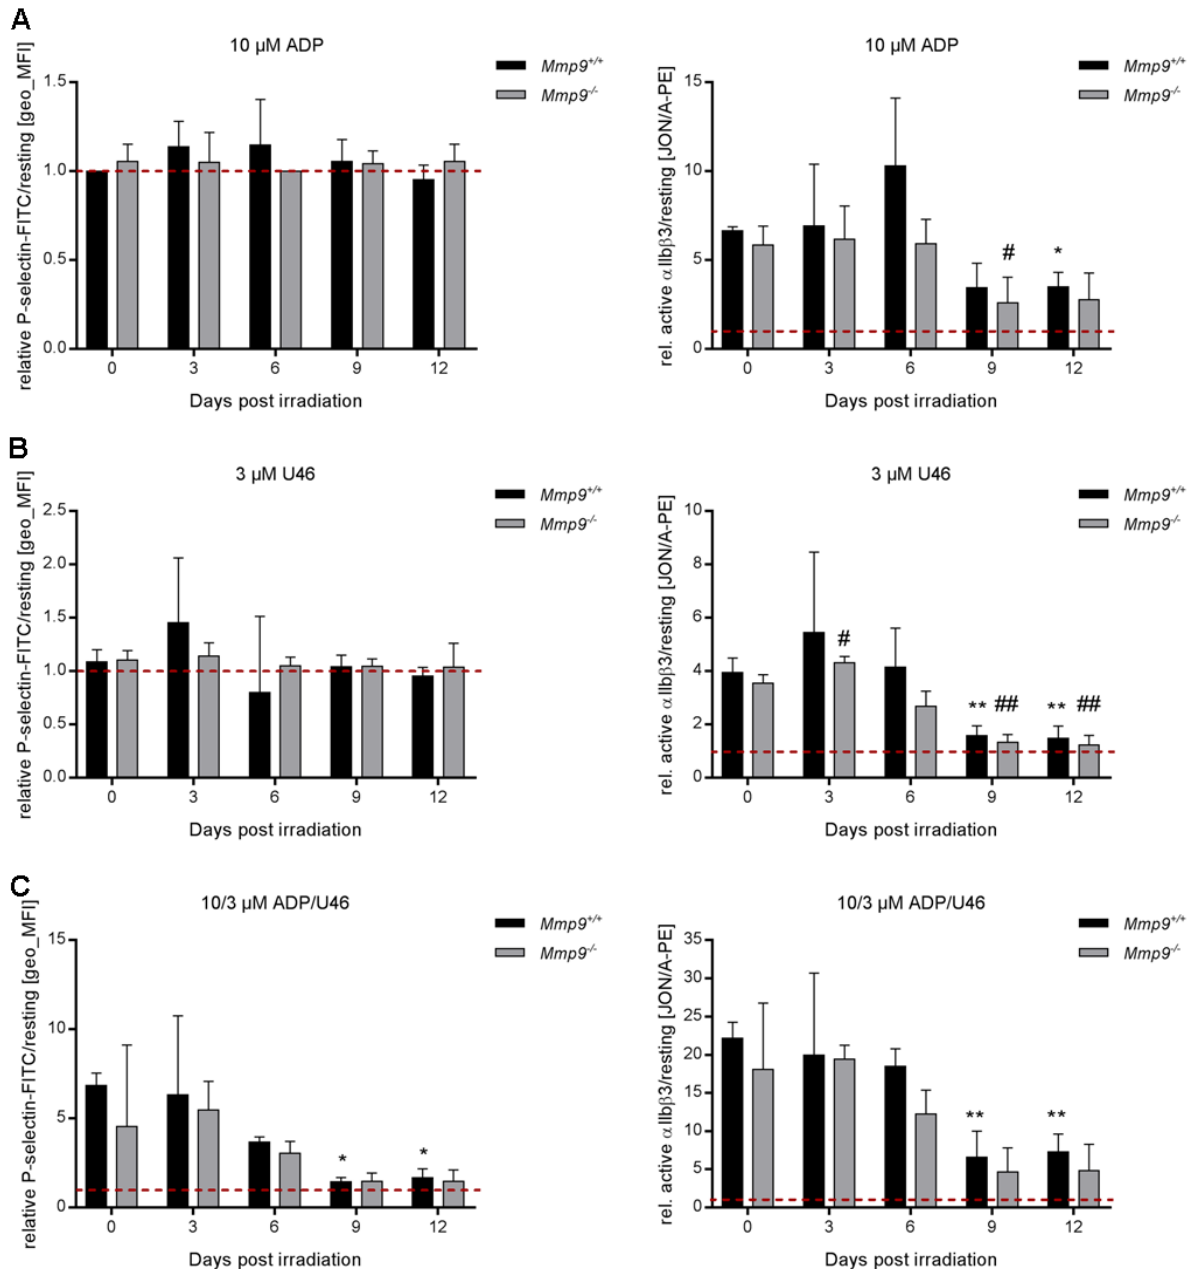 A
10 µM ADP
Mmp9+/+
Mmp9-/-
relative P-selectin-FITC/resting [geo_MFI]
1.5
1.0
0.5
0.0
0 3 6 9 12
Days post irradiation
10 µM ADP
Mmp9+/+
Mmp9-/-
rel. active αIIbβ3/resting [JON/A-PE]
15
10
5
0
# *
0 3 6 9 12
Days post irradiation
B
3 µM U46
Mmp9+/+
Mmp9-/-
relative P-selectin-FITC/resting [geo_MFI]
2.5
2.0
1.5
1.0
0.5
0.0
0 3 6 9 12
Days post irradiation
3 µM U46
Mmp9+/+
Mmp9-/-
rel. active αIIbβ3/resting [JON/A-PE]
10
8
6
4
2
0
#
** ## ** ##
0 3 6 9 12
Days post irradiation
C
10/3 µM ADP/U46
Mmp9+/+
Mmp9-/-
relative P-selectin-FITC/resting [geo_MFI]
15
10
5
0
* *
0 3 6 9 12
Days post irradiation
10/3 µM ADP/U46
Mmp9+/+
Mmp9-/-
rel. active αIIbβ3/resting [JON/A-PE]
35
30
25
20
15
10
5
0
** **
0 3 6 9 12
Days post irradiation